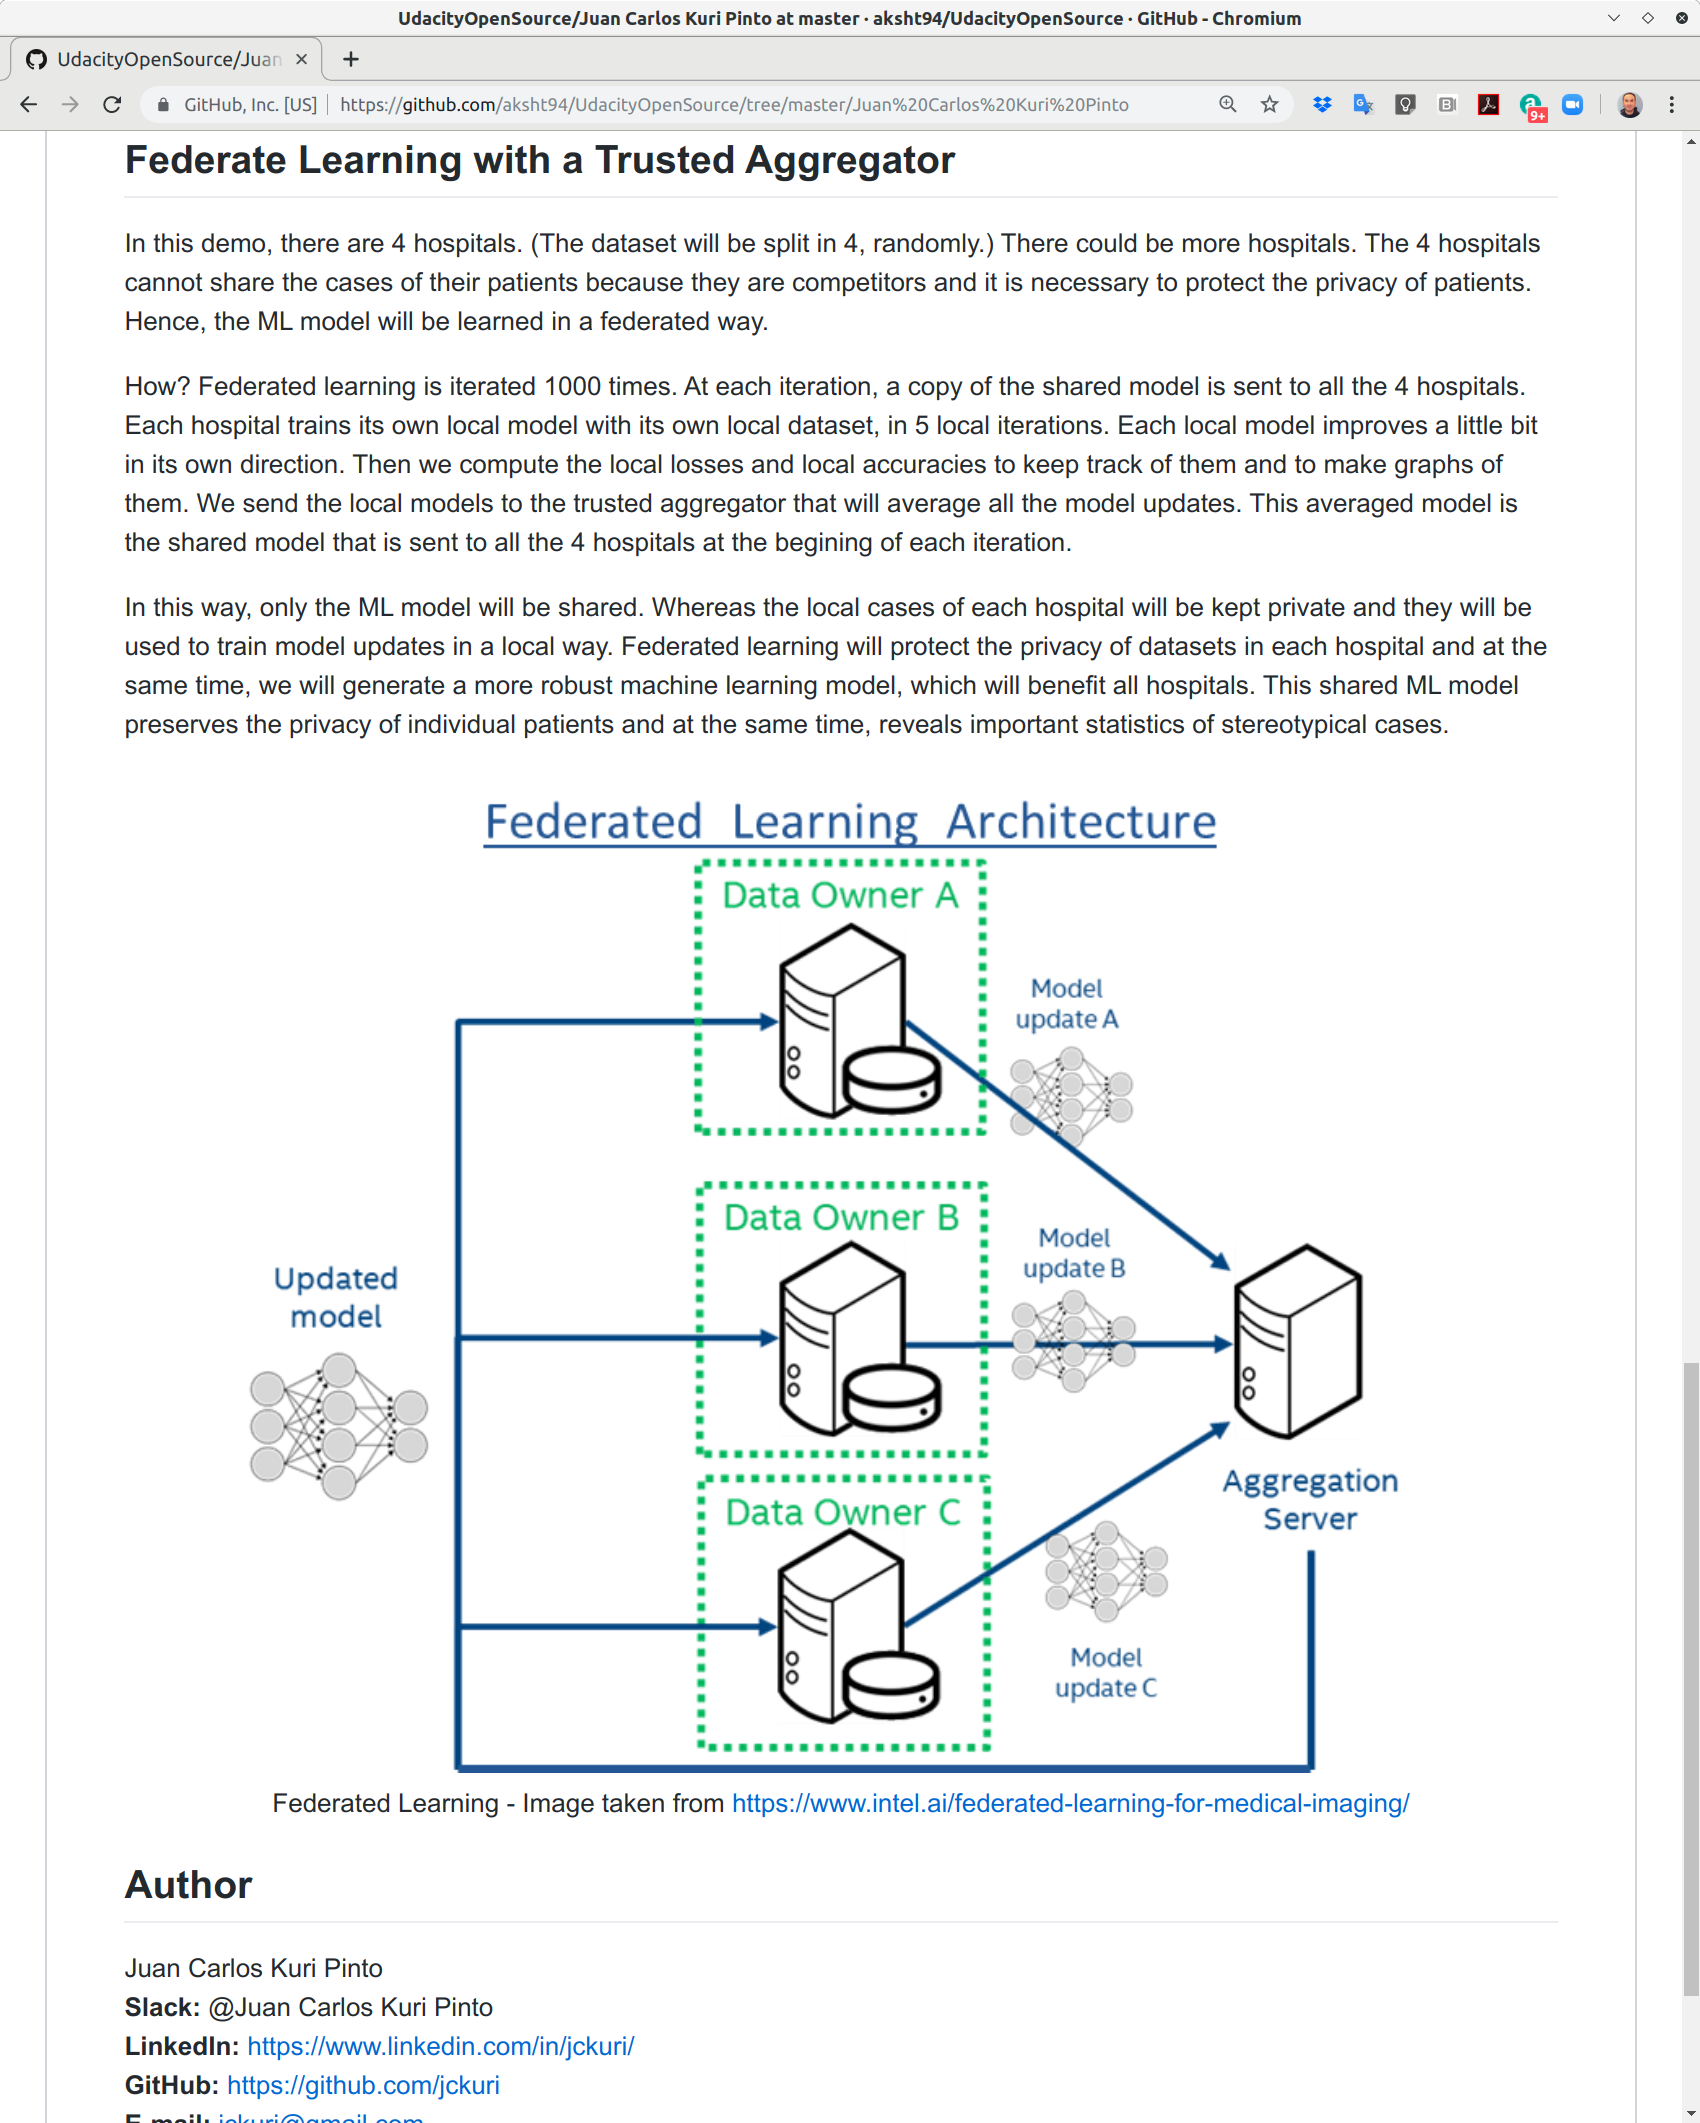 UdacityOpenSource/Juan Carlos Kuri Pinto at master · aksht94/UdacityOpenSource · GitHub - Chromium
UdacityOpenSource/Juan
GitHub, Inc. [US] https://github.com/aksht94/UdacityOpenSource/tree/master/Juan%20Carlos%20Kuri%20Pinto
9+
Federate Learning with a Trusted Aggregator
In this demo, there are 4 hospitals. (The dataset will be split in 4, randomly.) There could be more hospitals. The 4 hospitals
cannot share the cases of their patients because they are competitors and it is necessary to protect the privacy of patients.
Hence, the ML model will be learned in a federated way.
How? Federated learning is iterated 1000 times. At each iteration, a copy of the shared model is sent to all the 4 hospitals.
Each hospital trains its own local model with its own local dataset, in 5 local iterations. Each local model improves a little bit
in its own direction. Then we compute the local losses and local accuracies to keep track of them and to make graphs of
them. We send the local models to the trusted aggregator that will average all the model updates. This averaged model is
the shared model that is sent to all the 4 hospitals at the begining of each iteration.
In this way, only the ML model will be shared. Whereas the local cases of each hospital will be kept private and they will be
used to train model updates in a local way. Federated learning will protect the privacy of datasets in each hospital and at the
same time, we will generate a more robust machine learning model, which will benefit all hospitals. This shared ML model
preserves the privacy of individual patients and at the same time, reveals important statistics of stereotypical cases.
Federated Learning Architecture
Data Owner A
Model
update A
Data Owner B
Model
update B
Updated
model
Data Owner C
Aggregation
Server
Model
update C
Federated Learning - Image taken from https://www.intel.ai/federated-learning-for-medical-imaging/
Author
Juan Carlos Kuri Pinto
Slack: @Juan Carlos Kuri Pinto
LinkedIn: https://www.linkedin.com/in/jckuri/
GitHub: https://github.com/jckuri
E-mail: jckuri@gmail.com